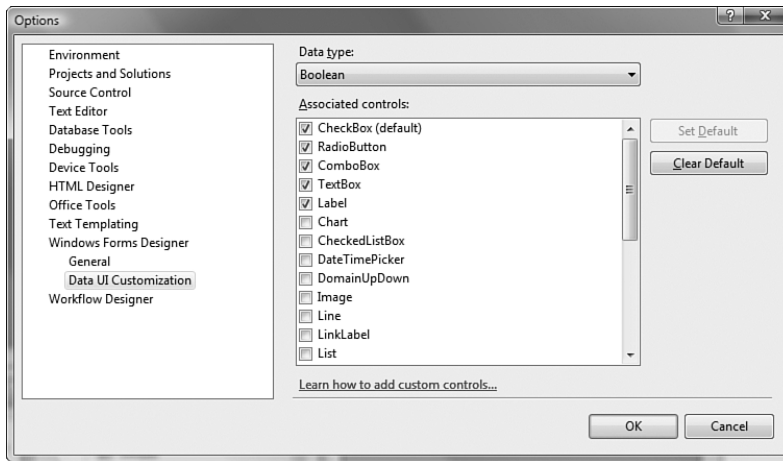 Options
Environment
Projects and Solutions
Source Control
Text Editor
Database Tools
Debugging
Device Tools
HTML Designer
Office Tools
Text Templating
Windows Forms Designer
General
Data UI Customization
Workflow Designer
Data type:
Boolean
Associated controls:
CheckBox (default)
RadioButton
ComboBox
TextBox
Label
Chart
CheckedListBox
DateTimePicker
DomainUpDown
Image
Line
LinkLabel
List
Set Default
Clear Default
Learn how to add custom controls...
OK
Cancel